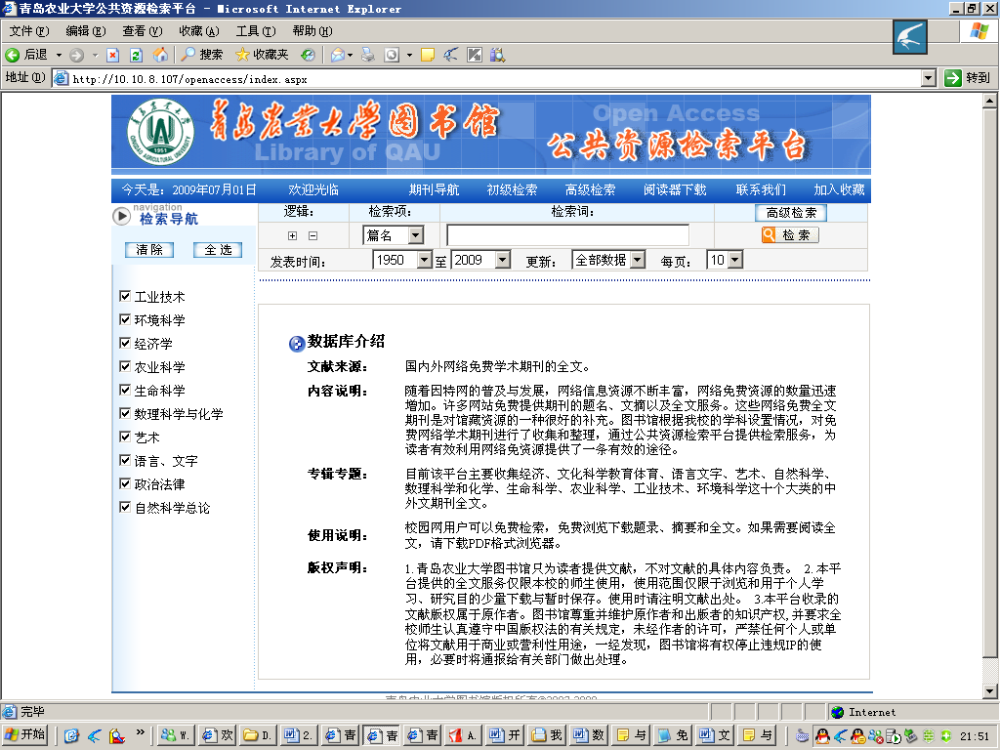 青岛农业大学公共资源检索平台 - Microsoft Internet Explorer
文件(F) 编辑(E) 查看(V) 收藏(A) 工具(T) 帮助(H)
后退 搜索 收藏夹
地址(D) http://10.10.8.107/openaccess/index.aspx 转到
青岛农业大学图书馆
Open Access
Library of QAU
公共资源检索平台
QINGDAO AGRICULTURAL UNIVERSITY
1951
今天是: 2009年07月01日 欢迎光临 期刊导航 初级检索 高级检索 阅读器下载 联系我们 加入收藏
navigation
检索导航
清除 全选
逻辑: 检索项: 检索词: 高级检索
篇名 检索
发表时间: 1950 至 2009 更新: 全部数据 每页: 10
工业技术
环境科学
经济学
农业科学
生命科学
数理科学与化学
艺术
语言、文字
政治法律
自然科学总论
数据库介绍
文献来源: 国内外网络免费学术期刊的全文。
内容说明: 随着因特网的普及与发展，网络信息资源不断丰富，网络免费资源的数量迅速
增加。许多网站免费提供期刊的题名、文摘以及全文服务。这些网络免费全文
期刊是对馆藏资源的一种很好的补充。图书馆根据我校的学科设置情况，对免
费网络学术期刊进行了收集和整理，通过公共资源检索平台提供检索服务，为
读者有效利用网络免资源提供了一条有效的途径。
专辑专题: 目前该平台主要收集经济、文化科学教育体育、语言文字、艺术、自然科学、
数理科学和化学、生命科学、农业科学、工业技术、环境科学这十个大类的中
外文期刊全文。
使用说明: 校园网用户可以免费检索，免费浏览下载题录、摘要和全文。如果需要阅读全
文，请下载PDF格式浏览器。
版权声明: 1.青岛农业大学图书馆只为读者提供文献，不对文献的具体内容负责。 2.本平
台提供的全文服务仅限本校的师生使用，使用范围仅限于浏览和用于个人学
习、研究目的少量下载与暂时保存。使用时请注明文献出处。 3.本平台收录的
文献版权属于原作者。图书馆尊重并维护原作者和出版者的知识产权,并要求全
校师生认真遵守中国版权法的有关规定，未经作者的许可，严禁任何个人或单
位将文献用于商业或营利性用途，一经发现，图书馆将有权停止违规IP的使
用，必要时将通报给有关部门做出处理。
青岛农业大学图书馆版权所有@2007-2009
完毕 Internet
开始 W. 欢 D. 2. 青 青 青 A. 开 我 数 与 免 文 与 21:51